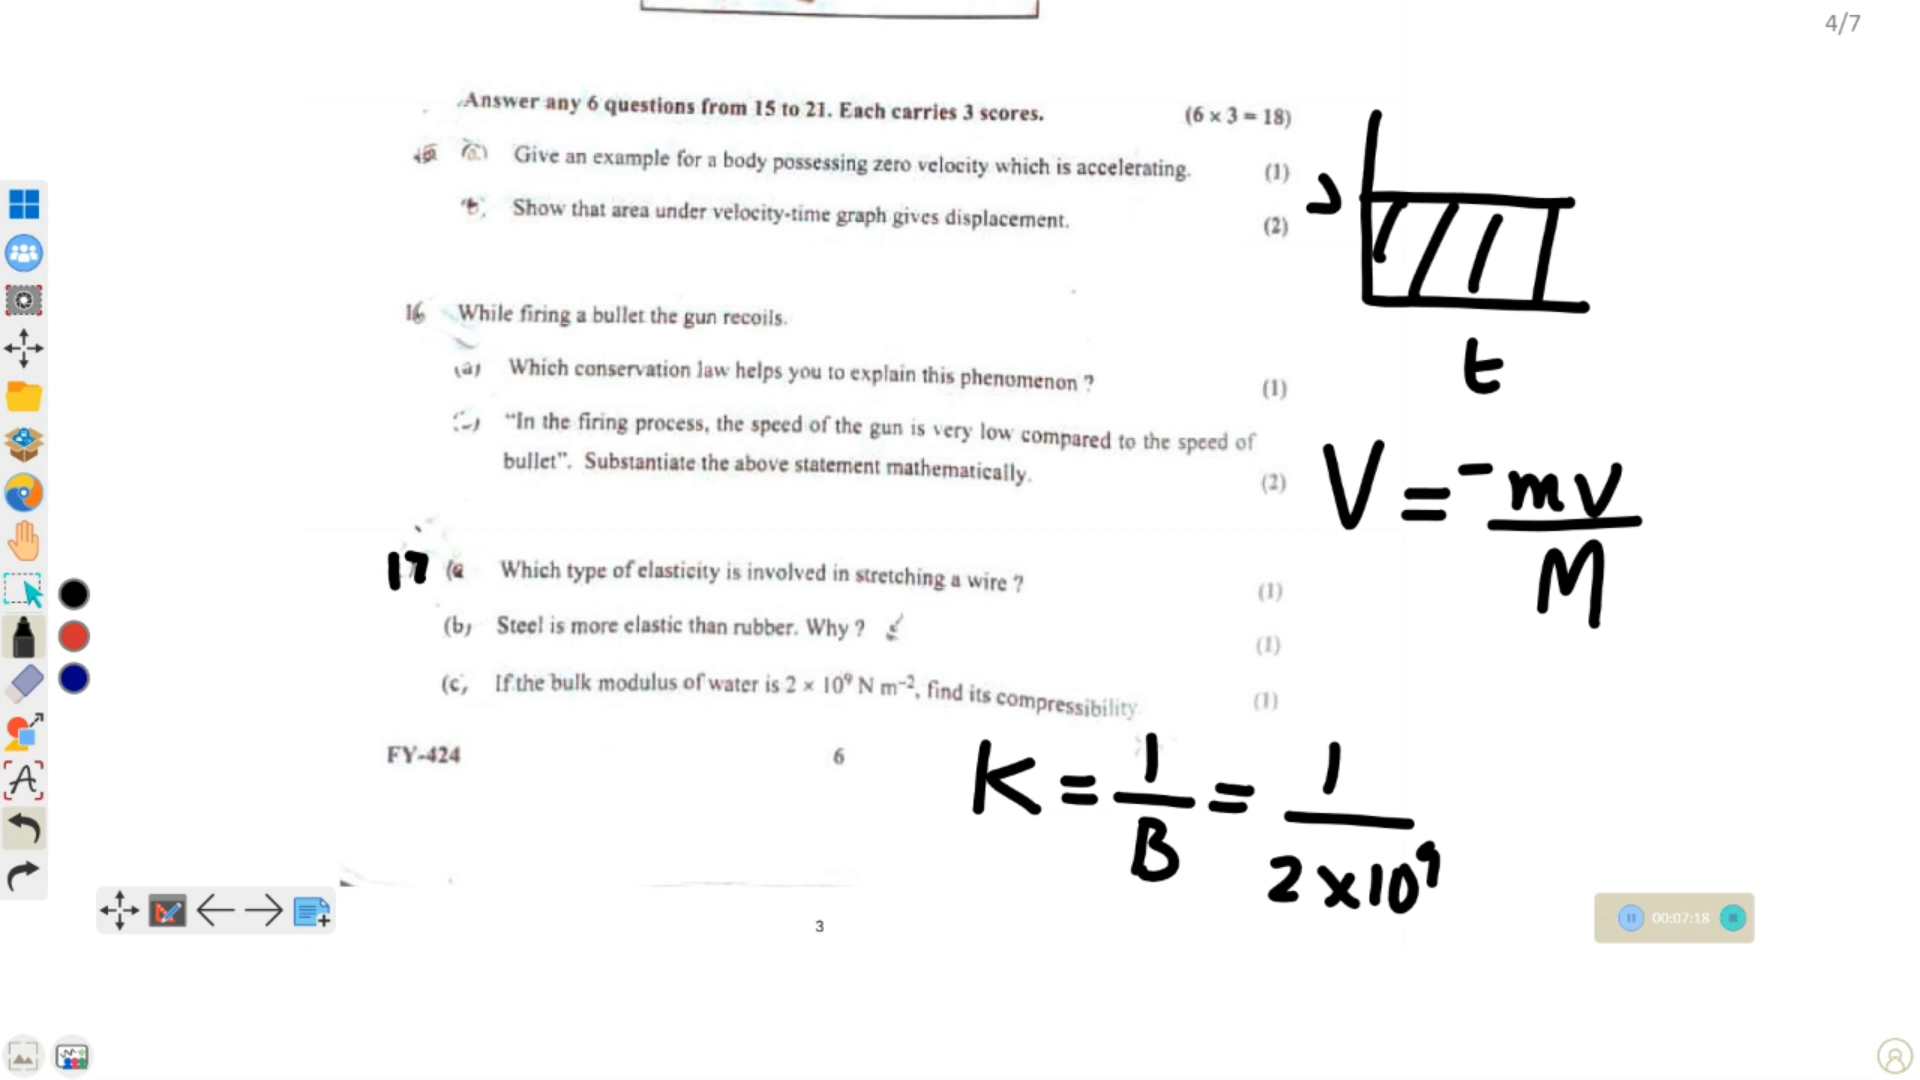 4/7
Answer any 6 questions from 15 to 21. Each carries 3 scores. (6 × 3 = 18)
(a) Give an example for a body possessing zero velocity which is accelerating. (1)
b) Show that area under velocity-time graph gives displacement. (2)
16 While firing a bullet the gun recoils.
(a) Which conservation law helps you to explain this phenomenon ? (1)
"In the firing process, the speed of the gun is very low compared to the speed of
bullet". Substantiate the above statement mathematically. (2)
17 (a Which type of elasticity is involved in stretching a wire ? (1)
(b) Steel is more elastic than rubber. Why ? (1)
(c) If the bulk modulus of water is 2 × 10⁹ N m⁻², find its compressibility. (1)
FY-424 6
3
t
V = -mv/M
K = 1/B = 1/2×10⁹
00:07:18